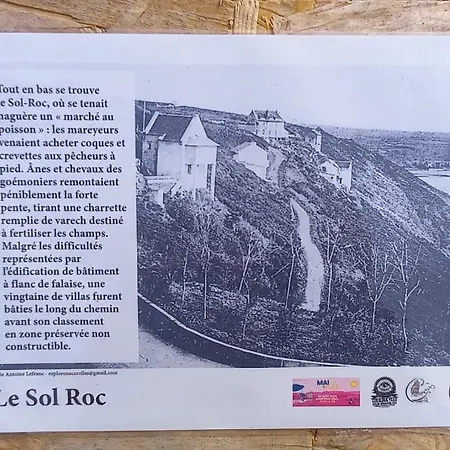 Tout en bas se trouve
le Sol-Roc, où se tenait
naguère un « marché au
poisson » : les mareyeurs
venaient acheter coques et
crevettes aux pêcheurs à
pied. Ânes et chevaux des
goémoniers remontaient
péniblement la forte
pente, tirant une charrette
remplie de varech destiné
à fertiliser les champs.
Malgré les difficultés
représentées par
l'édification de bâtiment
à flanc de falaise, une
vingtaine de villas furent
bâties le long du chemin
avant son classement
en zone préservée non
constructible.
Antoine Lefranc
Le Sol Roc
MAI